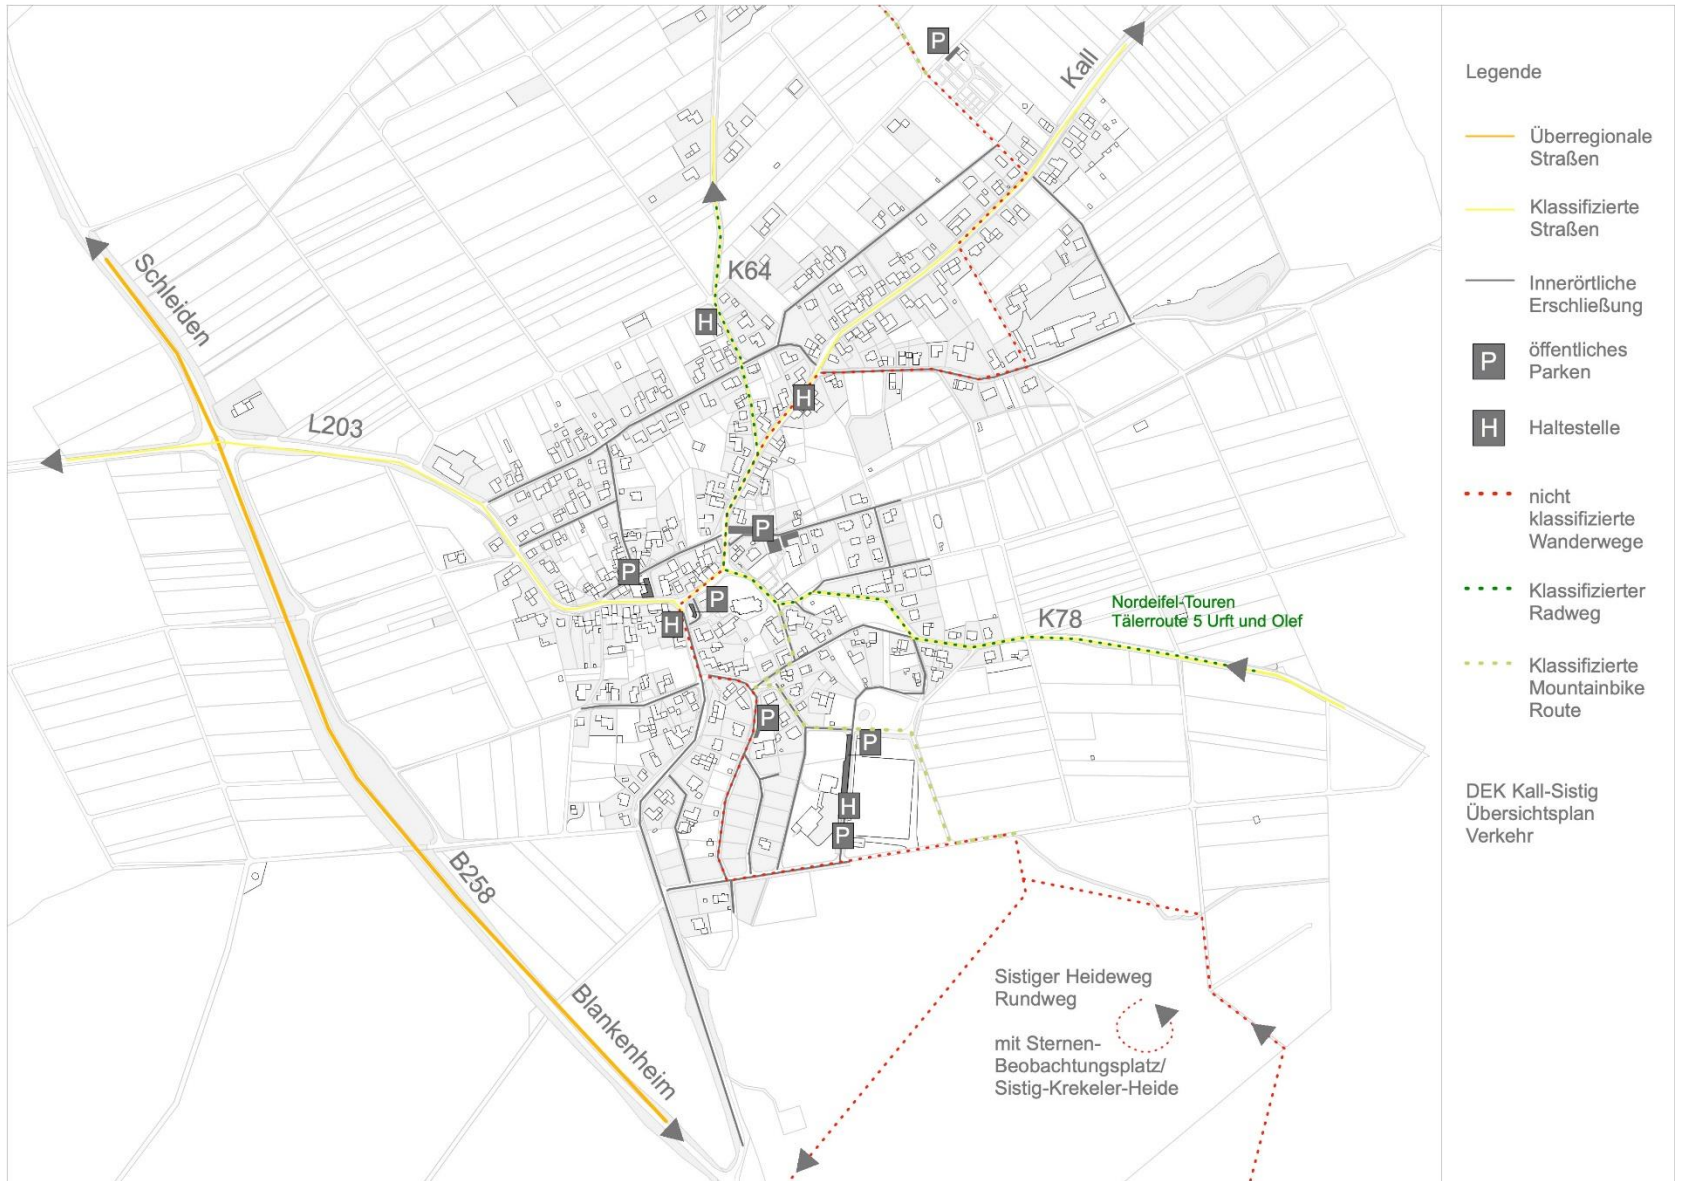 P
Kall
Schleiden
K64
H
H
L203
P
P
P
H
K78
Nordeifel-Touren
Tälerroute 5 Urft und Olef
P
P
H
P
B258
Blankenheim
Sistiger Heideweg
Rundweg
mit Sternen-
Beobachtungsplatz/
Sistig-Krekeler-Heide
Legende
Überregionale
Straßen
Klassifizierte
Straßen
Innerörtliche
Erschließung
P
öffentliches
Parken
H
Haltestelle
nicht
klassifizierte
Wanderwege
Klassifizierter
Radweg
Klassifizierte
Mountainbike
Route
DEK Kall-Sistig
Übersichtsplan
Verkehr